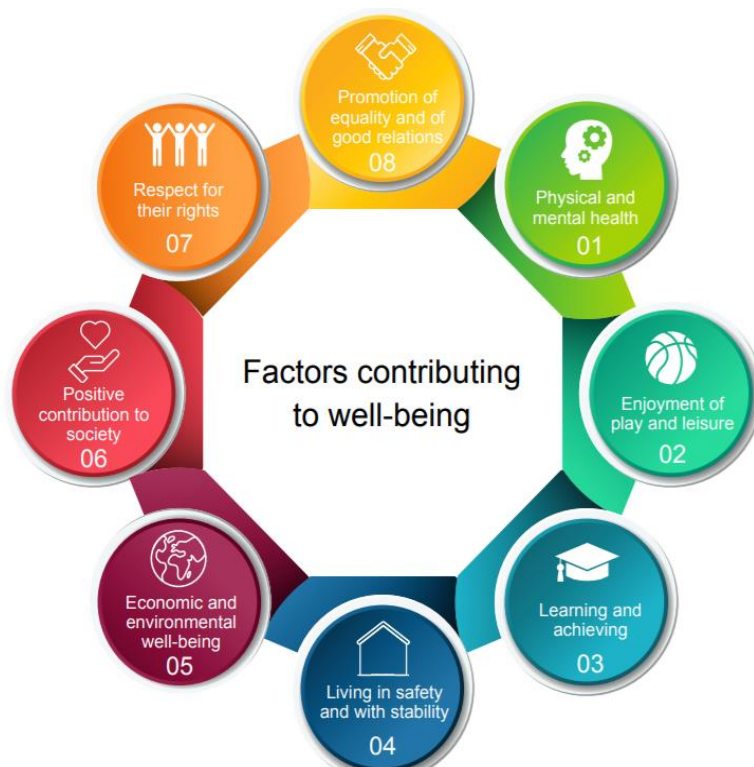 Factors contributing
to well-being
Physical and
mental health
01
Enjoyment of
play and leisure
02
Learning and
achieving
03
Living in safety
and with stability
04
Economic and
environmental
well-being
05
Positive
contribution to
society
06
Respect for
their rights
07
Promotion of
equality and of
good relations
08